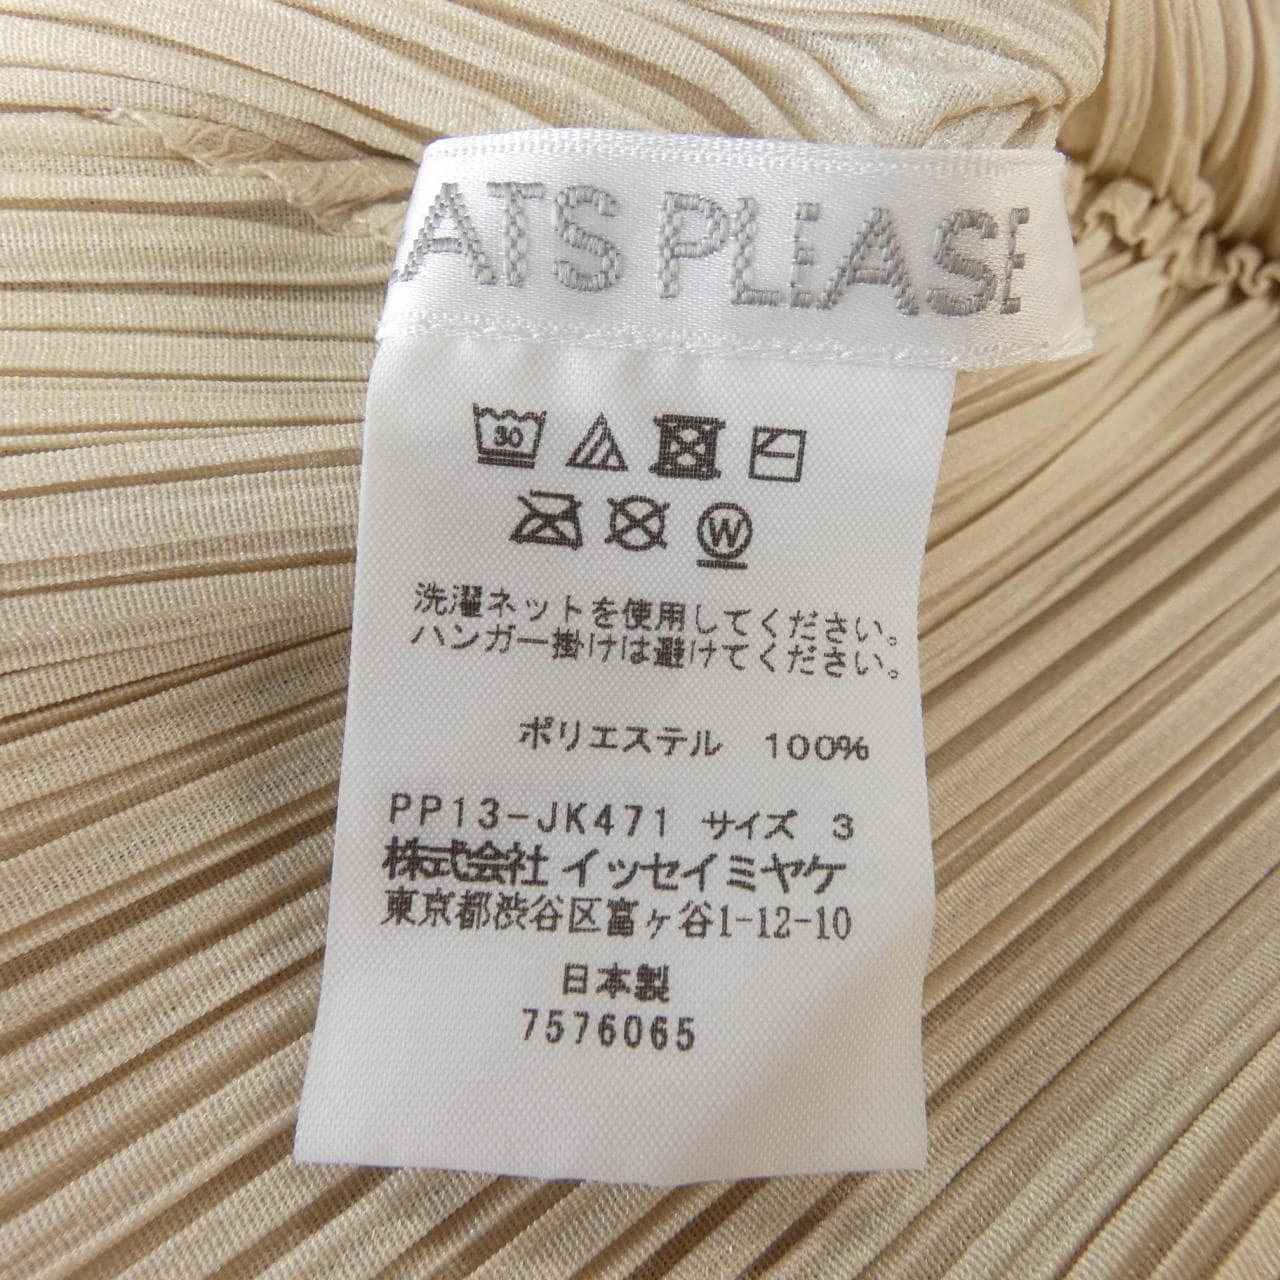 ATS PLEASE
30
W
洗濯ネットを使用してください。
ハンガー掛けは避けてください。
ポリエステル 100%
PP13-JK471 サイズ 3
株式会社 イッセイミヤケ
東京都渋谷区富ヶ谷1-12-10
日本製
7576065